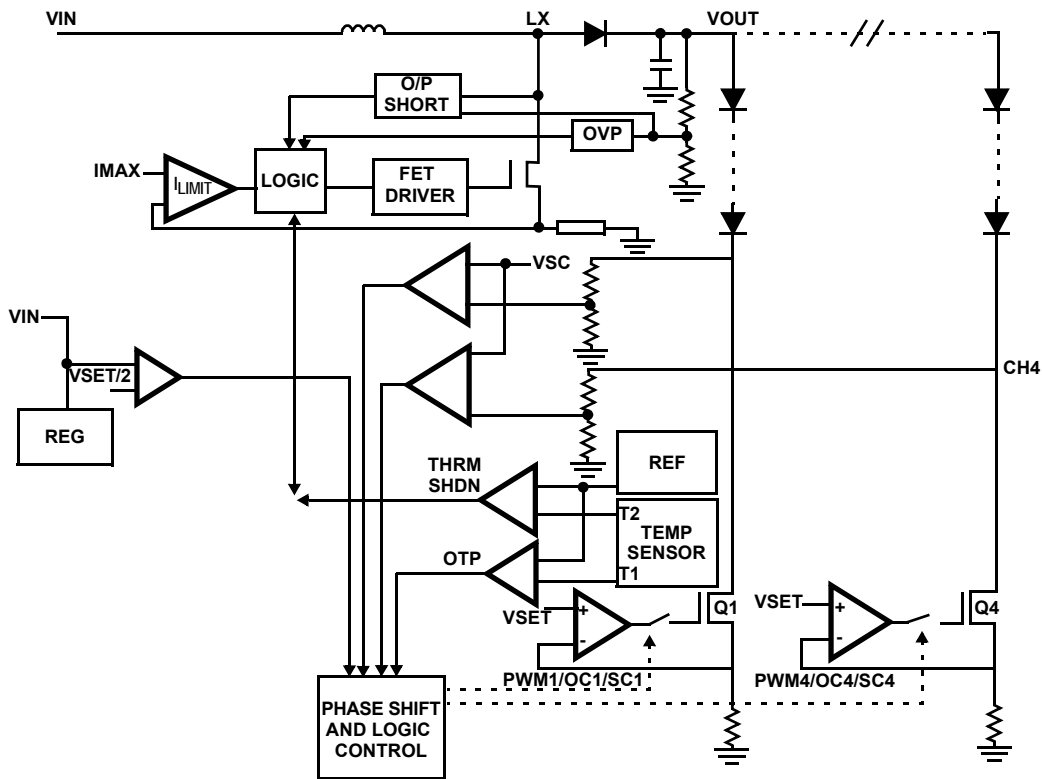 VIN
LX
VOUT
O/P
SHORT
OVP
IMAX
ILIMIT
LOGIC
FET
DRIVER
VSC
VIN
VSET/2
REG
CH4
REF
THRM
SHDN
T2
TEMP
SENSOR
T1
OTP
VSET
+
-
Q1
VSET
+
-
Q4
PWM1/OC1/SC1
PWM4/OC4/SC4
PHASE SHIFT
AND LOGIC
CONTROL